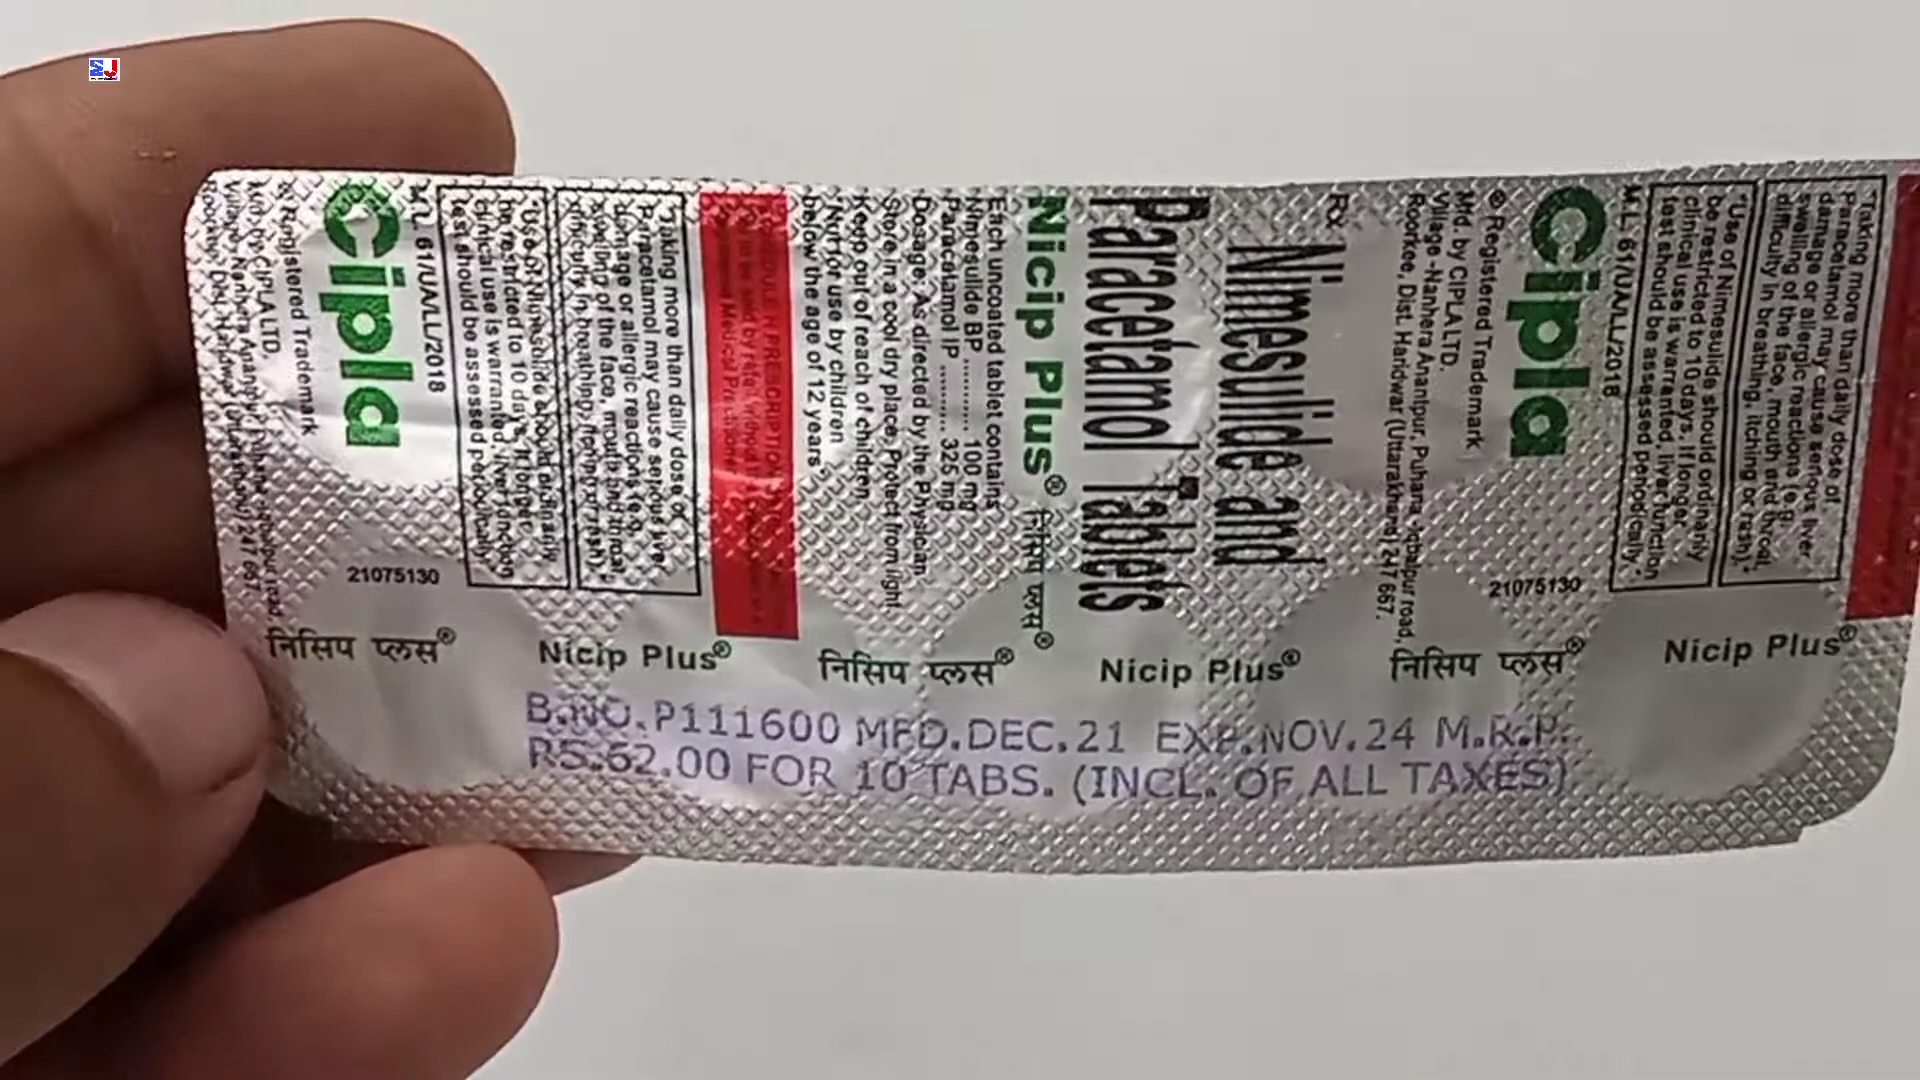 Rx
Nimesulide and
Paracetamol Tablets
Nicip Plus® निसिप प्लस®
Each uncoated tablet contains
Nimesulide BP ............ 100 mg
Paracetamol IP .......... 325 mg
Dosage: As directed by the Physician
Store in a cool dry place, Protect from light
Keep out of reach of children
"Not for use by children
below the age of 12 years"
"Taking more than daily dose of
Paracetamol may cause serious liver
damage or allergic reactions (e.g.
swelling of the face, mouth and throat,
difficulty in breathing, itching or rash)."
"Use of Nimesulide should ordinarily
be restricted to 10 days. If longer
clinical use is warranted, liver function
test should be assessed periodically."
M.L. 61/UA/LL/2018
Cipla
® Registered Trademark
Mfd. by CIPLA LTD.
21075130
"Taking more than daily dose of
Paracetamol may cause serious liver
damage or allergic reactions (e.g.
swelling of the face, mouth and throat,
difficulty in breathing, itching or rash)."
"Use of Nimesulide should ordinarily
be restricted to 10 days. If longer
clinical use is warranted, liver function
test should be assessed periodically."
M.L. 61/UA/LL/2018
Cipla
® Registered Trademark
Mfd. by CIPLA LTD.
Village -Nanhera Anantpur, Puhana -Iqbalpur road,
Roorkee, Dist. Haridwar (Uttarakhand) 247 667.
21075130
निसिप प्लस® Nicip Plus® निसिप प्लस® Nicip Plus® निसिप प्लस® Nicip Plus®
B.NO.P111600 MFD.DEC.21 EXP.NOV.24 M.R.P.
RS.62.00 FOR 10 TABS. (INCL. OF ALL TAXES)